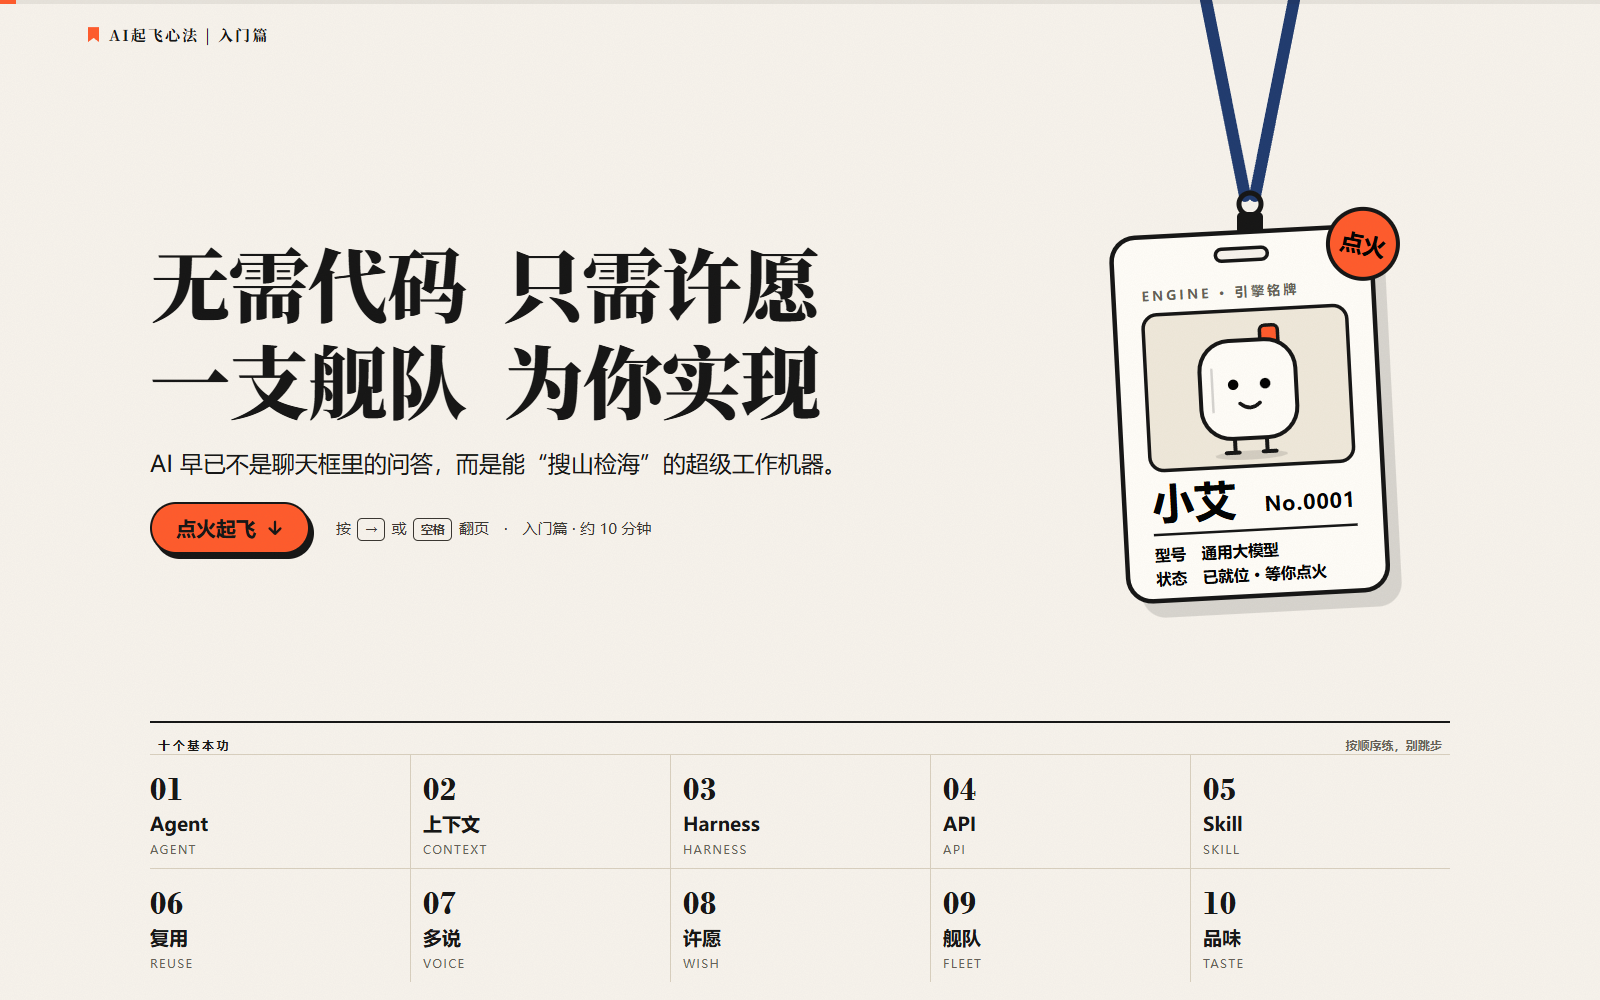 AI起飞心法 | 入门篇
无需代码 只需许愿
一支舰队 为你实现
AI 早已不是聊天框里的问答，而是能“搜山检海”的超级工作机器。
点火起飞 ↓
按 → 或 空格 翻页 · 入门篇 · 约 10 分钟
点火
ENGINE · 引擎铭牌
小艾 No.0001
型号 通用大模型
状态 已就位 · 等你点火
十个基本功
按顺序练，别跳步
01
Agent
AGENT
02
上下文
CONTEXT
03
Harness
HARNESS
04
API
API
05
Skill
SKILL
06
复用
REUSE
07
多说
VOICE
08
许愿
WISH
09
舰队
FLEET
10
品味
TASTE